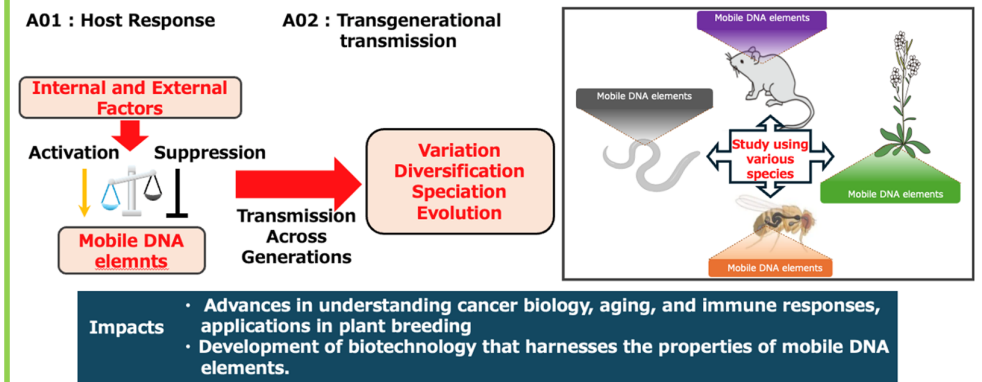 A01 : Host Response
A02 : Transgenerational
transmission
Internal and External
Factors
Activation
Suppression
Mobile DNA
elemnts
Transmission
Across
Generations
Variation
Diversification
Speciation
Evolution
Mobile DNA elements
Mobile DNA elements
Study using
various
species
Mobile DNA elements
Mobile DNA elements
Impacts
· Advances in understanding cancer biology, aging, and immune responses,
applications in plant breeding
· Development of biotechnology that harnesses the properties of mobile DNA
elements.